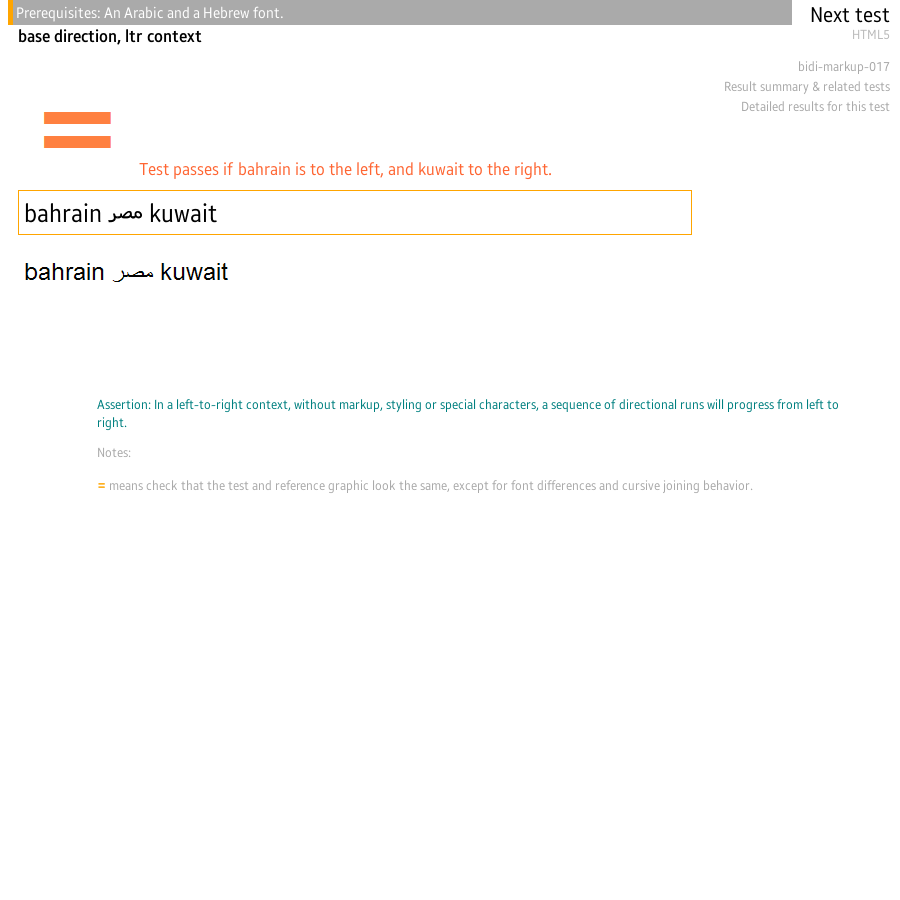 Prerequisites: An Arabic and a Hebrew font.
Next test
base direction, ltr context
HTML5
bidi-markup-017
Result summary & related tests
Detailed results for this test
=
Test passes if bahrain is to the left, and kuwait to the right.
bahrain مصر kuwait
bahrain مصر kuwait
Assertion: In a left-to-right context, without markup, styling or special characters, a sequence of directional runs will progress from left to
right.
Notes:
= means check that the test and reference graphic look the same, except for font differences and cursive joining behavior.